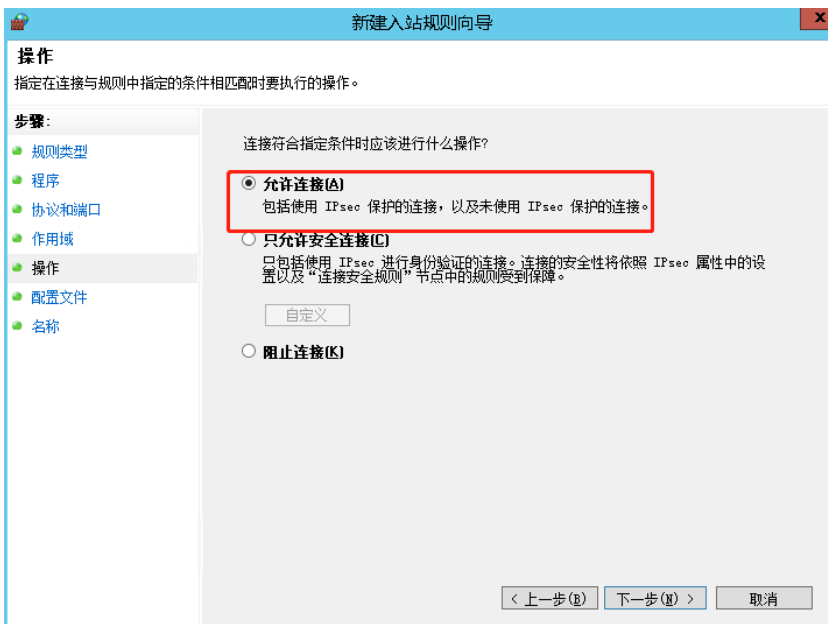 新建入站规则向导
x
操作
指定在连接与规则中指定的条件相匹配时要执行的操作。
步骤:
规则类型
程序
协议和端口
作用域
操作
配置文件
名称
连接符合指定条件时应该进行什么操作?
允许连接(A)
包括使用 IPsec 保护的连接，以及未使用 IPsec 保护的连接。
只允许安全连接(C)
只包括使用 IPsec 进行身份验证的连接。连接的安全性将依照 IPsec 属性中的设
置以及“连接安全规则”节点中的规则受到保障。
自定义
阻止连接(K)
< 上一步(B)
下一步(N) >
取消